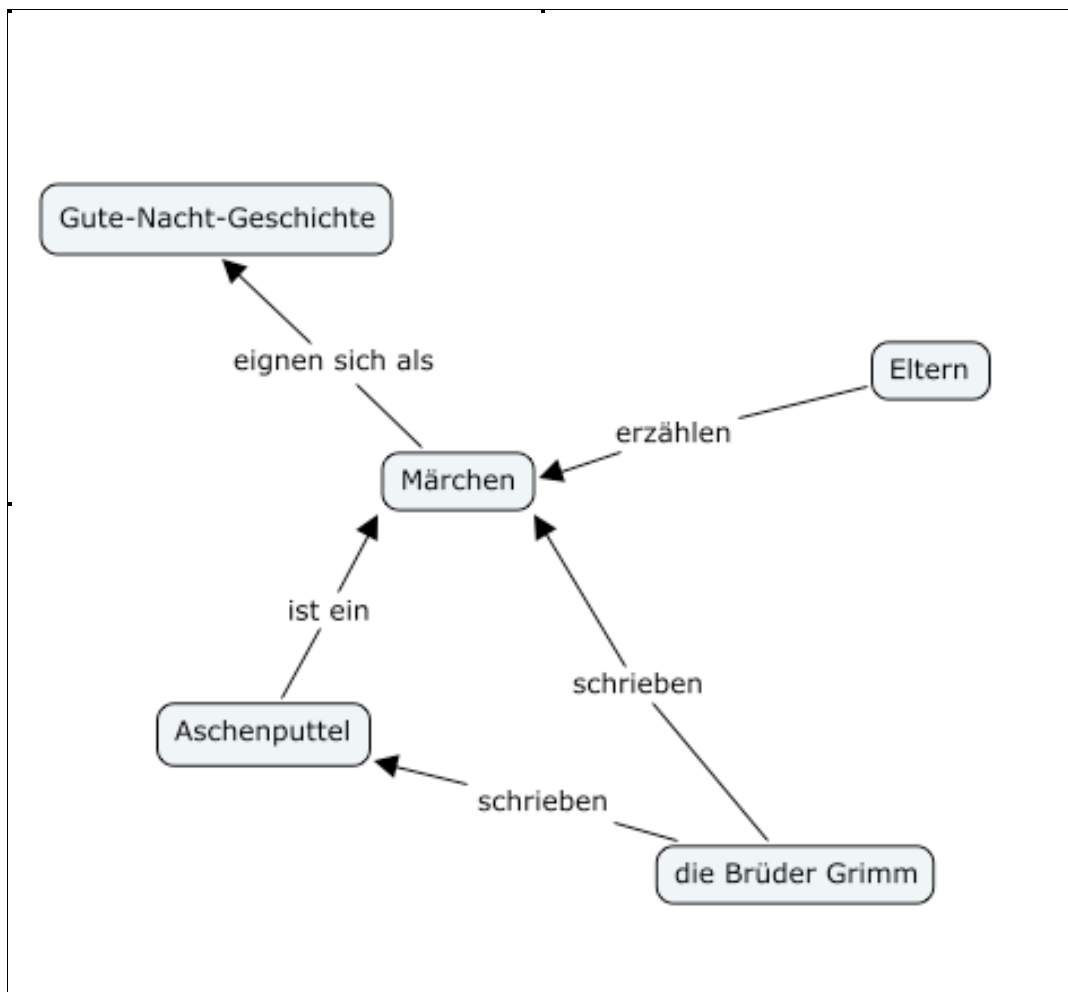 Gute-Nacht-Geschichte
eignen sich als
Eltern
erzählen
Märchen
ist ein
schrieben
Aschenputtel
schrieben
die Brüder Grimm